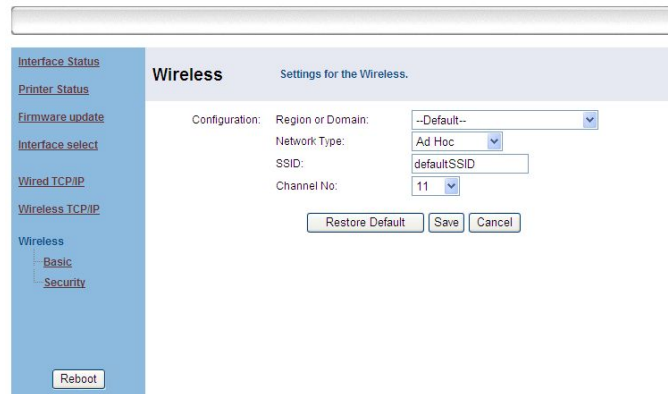 Interface Status
Printer Status
Firmware update
Interface select
Wired TCP/IP
Wireless TCP/IP
Wireless
Basic
Security
Reboot
Wireless Settings for the Wireless.
Configuration: Region or Domain: --Default--
Network Type: Ad Hoc
SSID: defaultSSID
Channel No: 11
Restore Default Save Cancel